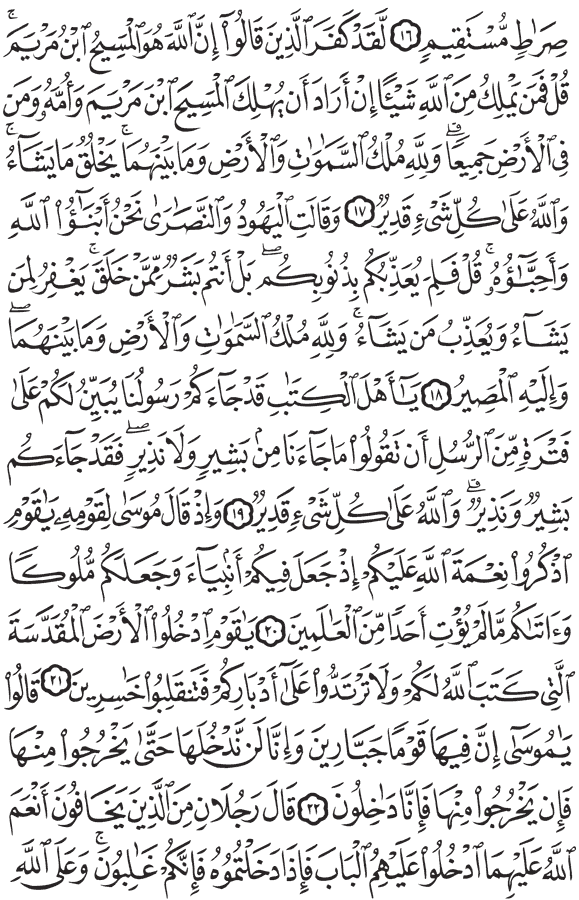 صِرَٰطٍ مُّسْتَقِيمٍ ١٦ لَّقَدْ كَفَرَ ٱلَّذِينَ قَالُوٓا۟ إِنَّ ٱللَّهَ هُوَ ٱلْمَسِيحُ ٱبْنُ مَرْيَمَ ۚ
قُلْ فَمَن يَمْلِكُ مِنَ ٱللَّهِ شَيْـًٔا إِنْ أَرَادَ أَن يُهْلِكَ ٱلْمَسِيحَ ٱبْنَ مَرْيَمَ وَأُمَّهُۥ وَمَن
فِى ٱلْأَرْضِ جَمِيعًا ۗ وَلِلَّهِ مُلْكُ ٱلسَّمَٰوَٰتِ وَٱلْأَرْضِ وَمَا بَيْنَهُمَا ۚ يَخْلُقُ مَا يَشَآءُ ۚ
وَٱللَّهُ عَلَىٰ كُلِّ شَىْءٍ قَدِيرٌ ١٧ وَقَالَتِ ٱلْيَهُودُ وَٱلنَّصَٰرَىٰ نَحْنُ أَبْنَٰٓؤُا۟ ٱللَّهِ
وَأَحِبَّٰٓؤُهُۥ ۚ قُلْ فَلِمَ يُعَذِّبُكُم بِذُنُوبِكُم ۖ بَلْ أَنتُم بَشَرٌ مِّمَّنْ خَلَقَ ۚ يَغْفِرُ لِمَن
يَشَآءُ وَيُعَذِّبُ مَن يَشَآءُ ۚ وَلِلَّهِ مُلْكُ ٱلسَّمَٰوَٰتِ وَٱلْأَرْضِ وَمَا بَيْنَهُمَا ۖ
وَإِلَيْهِ ٱلْمَصِيرُ ١٨ يَٰٓأَهْلَ ٱلْكِتَٰبِ قَدْ جَآءَكُمْ رَسُولُنَا يُبَيِّنُ لَكُمْ عَلَىٰ
فَتْرَةٍ مِّنَ ٱلرُّسُلِ أَن تَقُولُوا۟ مَا جَآءَنَا مِنۢ بَشِيرٍ وَلَا نَذِيرٍ ۖ فَقَدْ جَآءَكُم
بَشِيرٌ وَنَذِيرٌ ۗ وَٱللَّهُ عَلَىٰ كُلِّ شَىْءٍ قَدِيرٌ ١٩ وَإِذْ قَالَ مُوسَىٰ لِقَوْمِهِۦ يَٰقَوْمِ
ٱذْكُرُوا۟ نِعْمَةَ ٱللَّهِ عَلَيْكُمْ إِذْ جَعَلَ فِيكُمْ أَنۢبِيَآءَ وَجَعَلَكُم مُّلُوكًا
وَءَاتَىٰكُم مَّا لَمْ يُؤْتِ أَحَدًا مِّنَ ٱلْعَٰلَمِينَ ٢٠ يَٰقَوْمِ ٱدْخُلُوا۟ ٱلْأَرْضَ ٱلْمُقَدَّسَةَ
ٱلَّتِى كَتَبَ ٱللَّهُ لَكُمْ وَلَا تَرْتَدُّوا۟ عَلَىٰٓ أَدْبَارِكُمْ فَتَنقَلِبُوا۟ خَٰسِرِينَ ٢١ قَالُوا۟
يَٰمُوسَىٰٓ إِنَّ فِيهَا قَوْمًا جَبَّارِينَ وَإِنَّا لَن نَّدْخُلَهَا حَتَّىٰ يَخْرُجُوا۟ مِنْهَا
فَإِن يَخْرُجُوا۟ مِنْهَا فَإِنَّا دَٰخِلُونَ ٢٢ قَالَ رَجُلَانِ مِنَ ٱلَّذِينَ يَخَافُونَ أَنْعَمَ
ٱللَّهُ عَلَيْهِمَا ٱدْخُلُوا۟ عَلَيْهِمُ ٱلْبَابَ فَإِذَا دَخَلْتُمُوهُ فَإِنَّكُمْ غَٰلِبُونَ ۚ وَعَلَى ٱللَّهِ